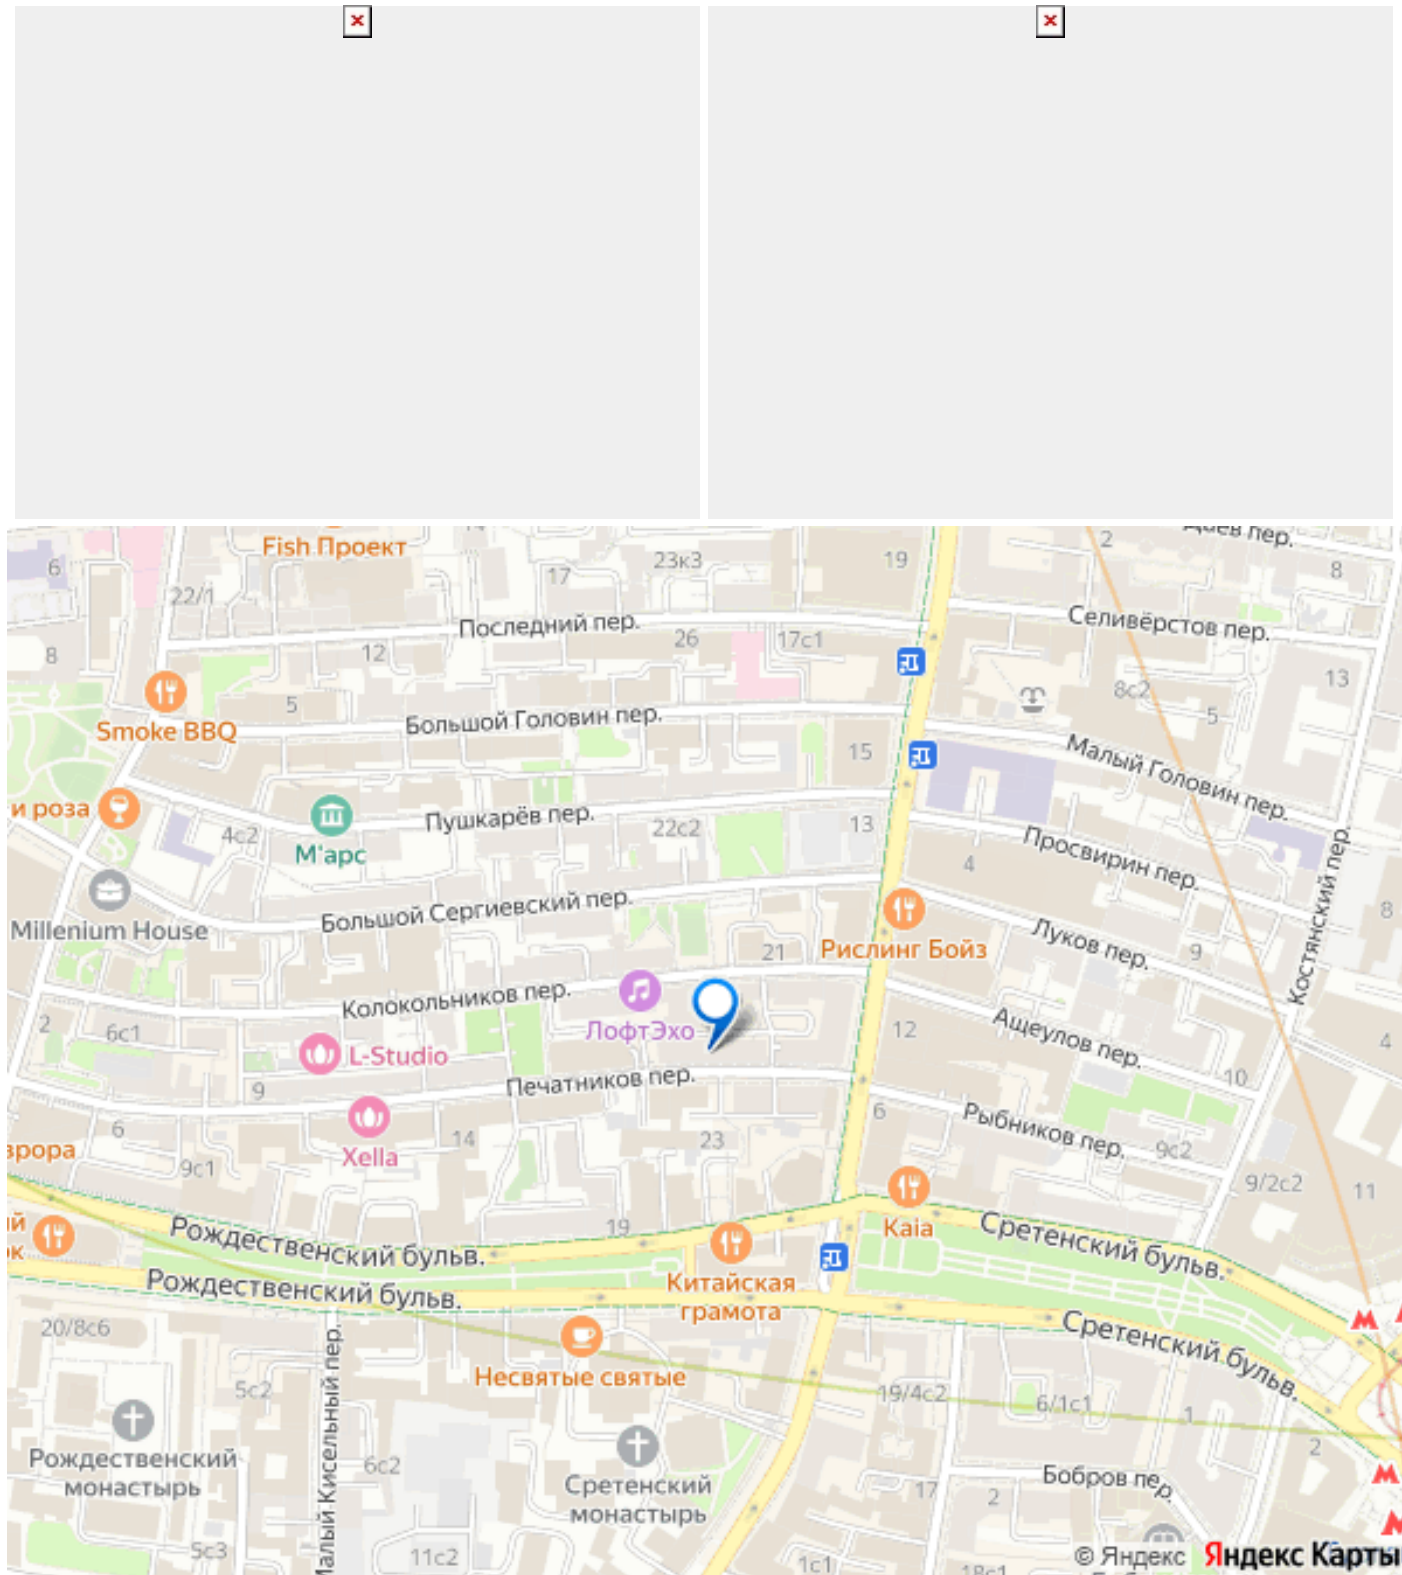 Fish Проект
14
23к3
19
2
Даев пер.
6
17
8
22/1
Последний пер.
Селивёрстов пер.
8
12
26
17с1
13
8с2
5
5
Smoke BBQ
Большой Головин пер.
15
Малый Головин пер.
и роза
Пушкарёв пер.
4с2
М'арс
22с2
13
4
Просвирин пер.
Костянский пер.
Millenium House
Большой Сергиевский пер.
Рислинг Бойз
Луков пер.
9
8
21
Колокольников пер.
ЛофтЭхо
2
6с1
L-Studio
12
Ащеулов пер.
4
10
9
Печатников пер.
6
Рыбников пер.
6
Xella
14
23
9с2
9с1
9/2с2
11
19
Рождественский бульв.
Kaia
Сретенский бульв.
Рождественский бульв.
Китайская
грамота
20/8с6
Сретенский бульв.
Малый Кисельный пер.
Несвятые святые
5с2
19/4с2
6/1с1
1
2
Рождественский
монастырь
6с2
Сретенский
монастырь
Бобров пер.
17
2
5с3
11с2
1с1
18с1
© Яндекс
Яндекс Карты